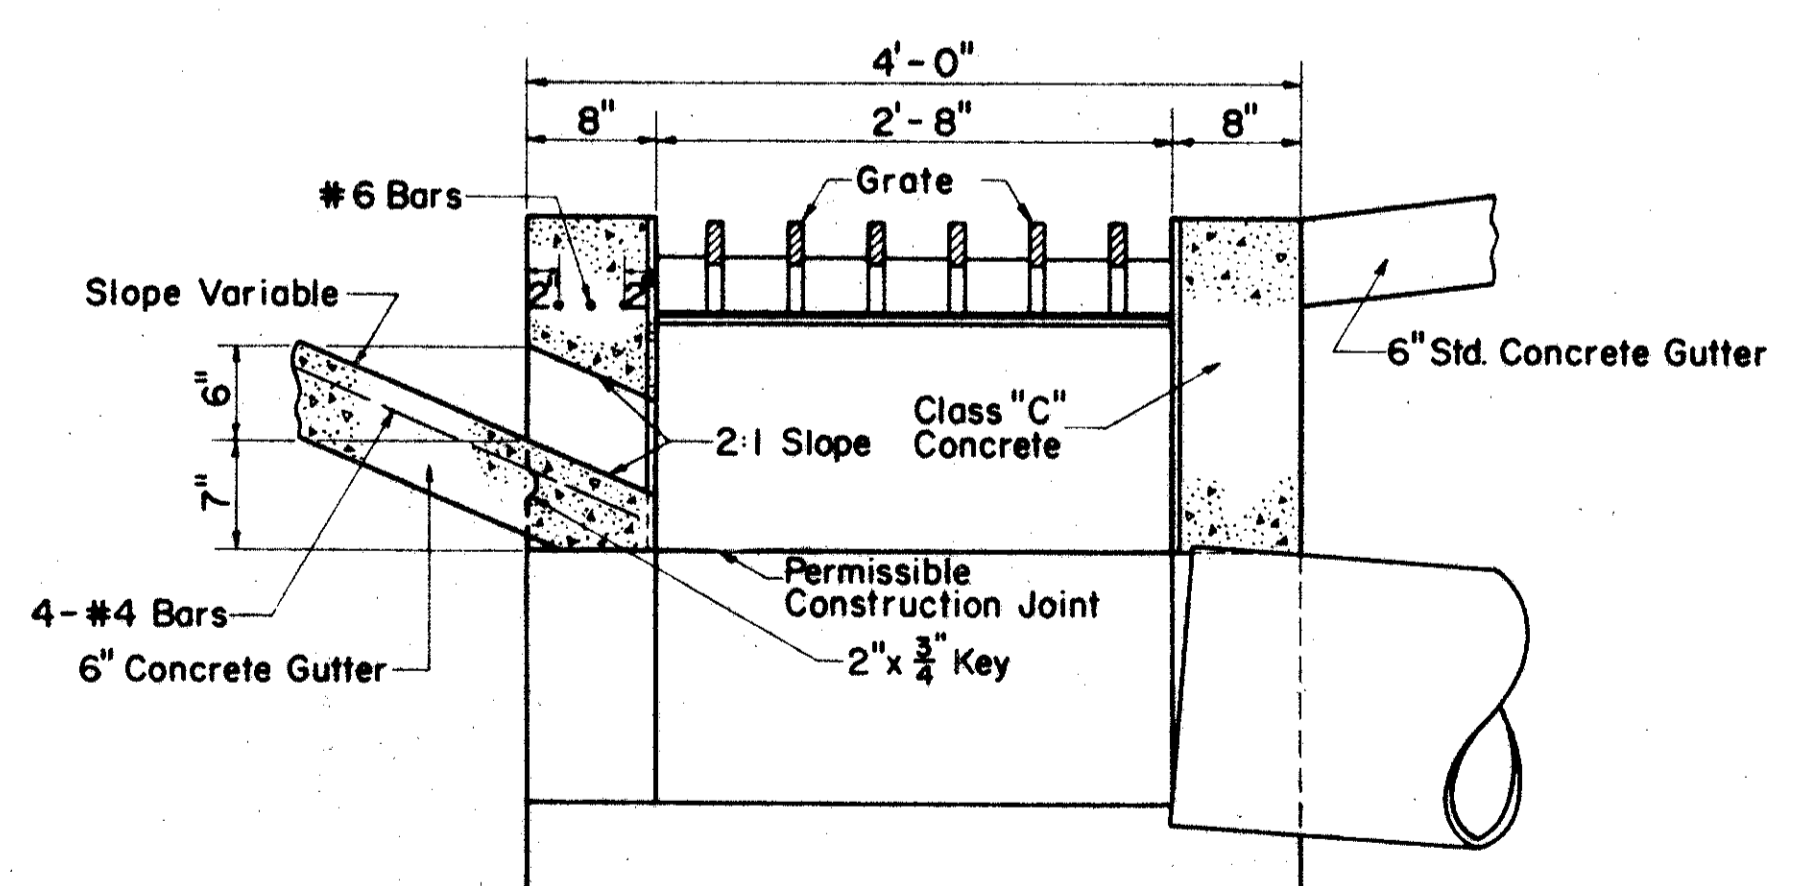 4'-0"
8"
2'-8"
8"
#6 Bars
Grate
2"
2"
Slope Variable
6"
7"
6" Std. Concrete Gutter
Class "C"
Concrete
2:1 Slope
Permissible
Construction Joint
4-#4 Bars
6" Concrete Gutter
2" x 3/4" Key